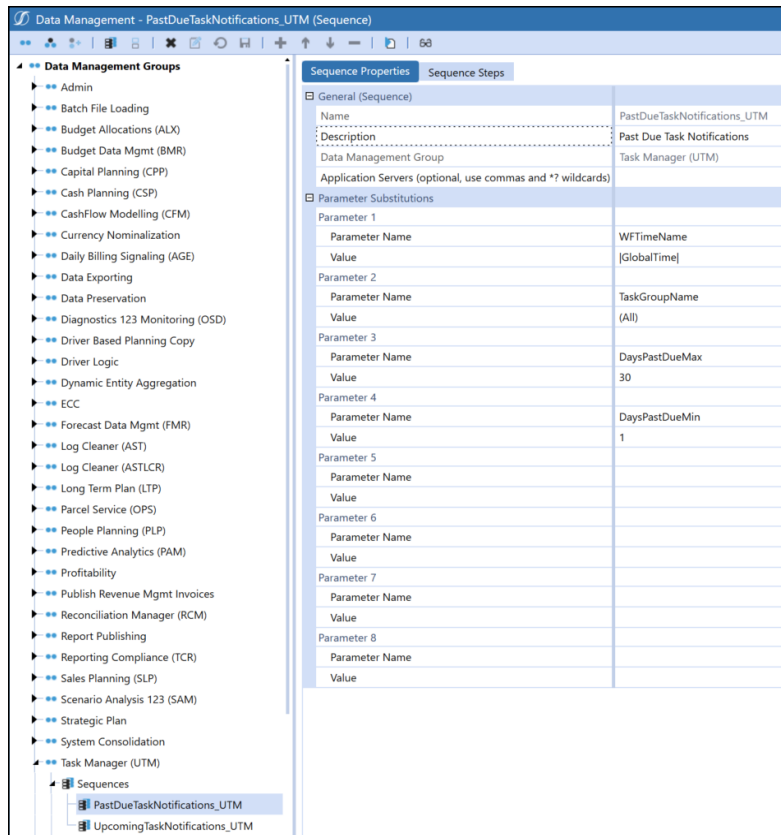 Data Management - PastDueTaskNotifications_UTM (Sequence)
Data Management Groups
Admin
Batch File Loading
Budget Allocations (ALX)
Budget Data Mgmt (BMR)
Capital Planning (CPP)
Cash Planning (CSP)
CashFlow Modelling (CFM)
Currency Nominalization
Daily Billing Signaling (AGE)
Data Exporting
Data Preservation
Diagnostics 123 Monitoring (OSD)
Driver Based Planning Copy
Driver Logic
Dynamic Entity Aggregation
ECC
Forecast Data Mgmt (FMR)
Log Cleaner (AST)
Log Cleaner (ASTLCR)
Long Term Plan (LTP)
Parcel Service (OPS)
People Planning (PLP)
Predictive Analytics (PAM)
Profitability
Publish Revenue Mgmt Invoices
Reconciliation Manager (RCM)
Report Publishing
Reporting Compliance (TCR)
Sales Planning (SLP)
Scenario Analysis 123 (SAM)
Strategic Plan
System Consolidation
Task Manager (UTM)
Sequences
PastDueTaskNotifications_UTM
UpcomingTaskNotifications_UTM
Sequence Properties Sequence Steps
General (Sequence)
Name PastDueTaskNotifications_UTM
Description Past Due Task Notifications
Data Management Group Task Manager (UTM)
Application Servers (optional, use commas and *? wildcards)
Parameter Substitutions
Parameter 1
Parameter Name WFTimeName
Value |GlobalTime|
Parameter 2
Parameter Name TaskGroupName
Value (All)
Parameter 3
Parameter Name DaysPastDueMax
Value 30
Parameter 4
Parameter Name DaysPastDueMin
Value 1
Parameter 5
Parameter Name
Value
Parameter 6
Parameter Name
Value
Parameter 7
Parameter Name
Value
Parameter 8
Parameter Name
Value